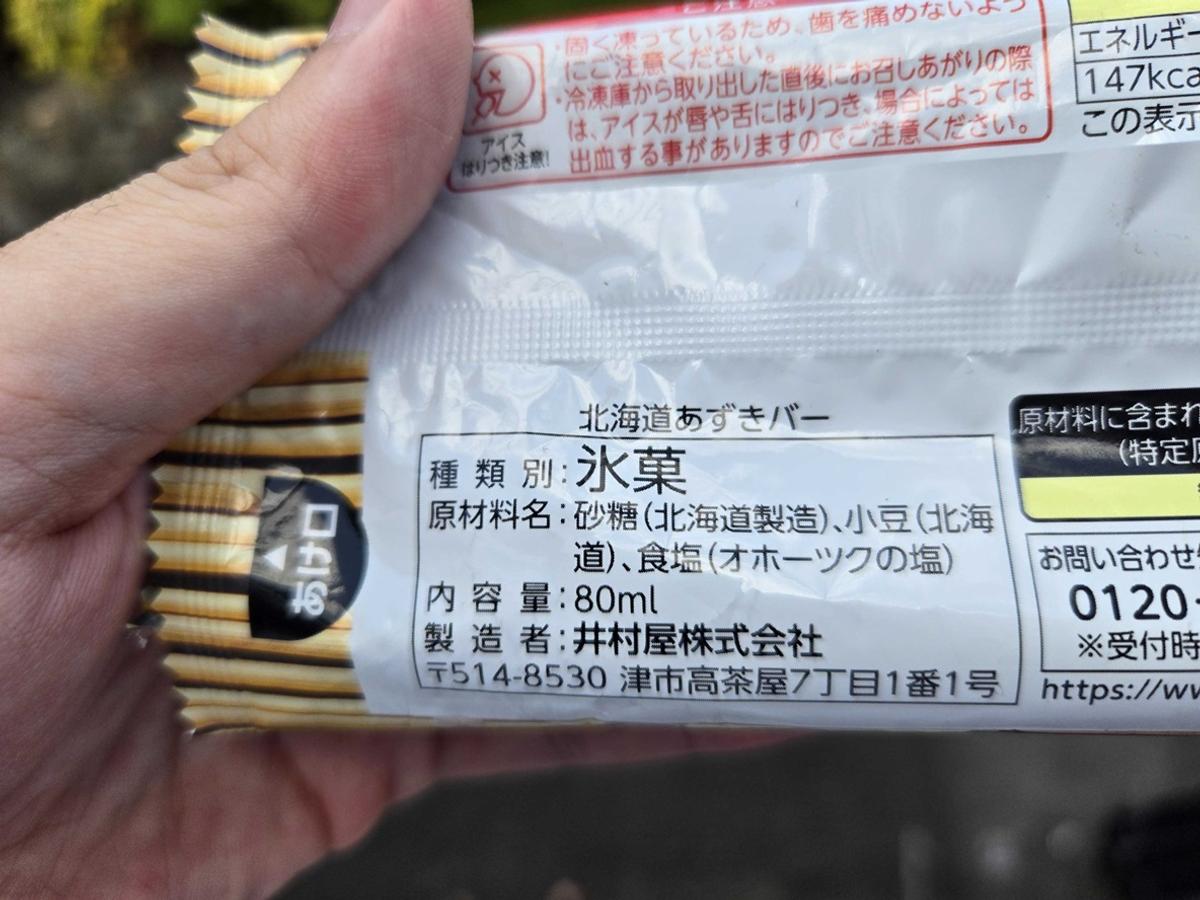 ご注意
・固く凍っているため、歯を痛めないよう
にご注意ください。
・冷凍庫から取り出した直後にお召しあがりの際
は、アイスが唇や舌にはりつき、場合によっては
出血する事がありますのでご注意ください。
アイス
はりつき注意!
エネルギー
147kca
この表示
北海道あずきバー
種類別:氷菓
原材料名:砂糖(北海道製造)、小豆(北海
道)、食塩(オホーツクの塩)
内容量:80ml
製造者:井村屋株式会社
〒514-8530 津市高茶屋7丁目1番1号
あけ口
原材料に含まれ
(特定
お問い合わせ
0120-
※受付時
https://ww